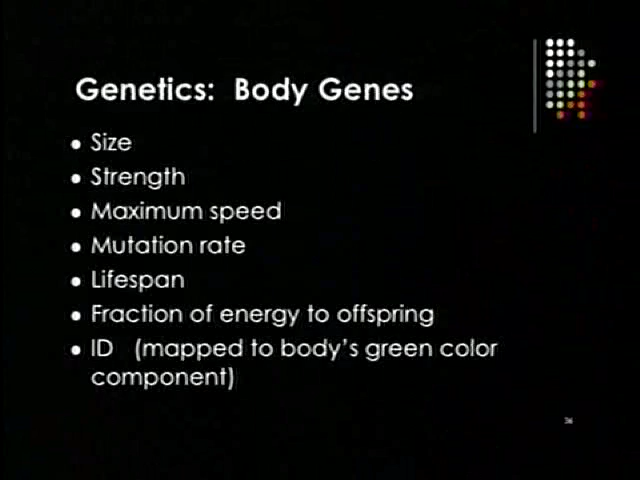 Genetics: Body Genes
• Size
• Strength
• Maximum speed
• Mutation rate
• Lifespan
• Fraction of energy to offspring
• ID (mapped to body's green color
component)